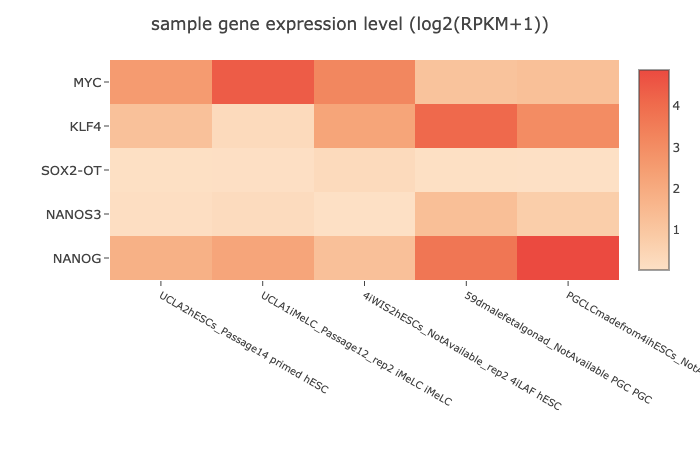 sample gene expression level (log2(RPKM+1))
MYC
KLF4
SOX2-OT
NANOS3
NANOG
4
3
2
1
UCLA2hESCs_Passage14 primed hESC
UCLA1iMeLC_Passage12_rep2 iMeLC iMeLC
4iWIS2hESCs_NotAvailable_rep2 4iLAF hESC
59dmalefetalgonad_NotAvailable PGC PGC
PGCLCmadefrom4ihESCs_NotA